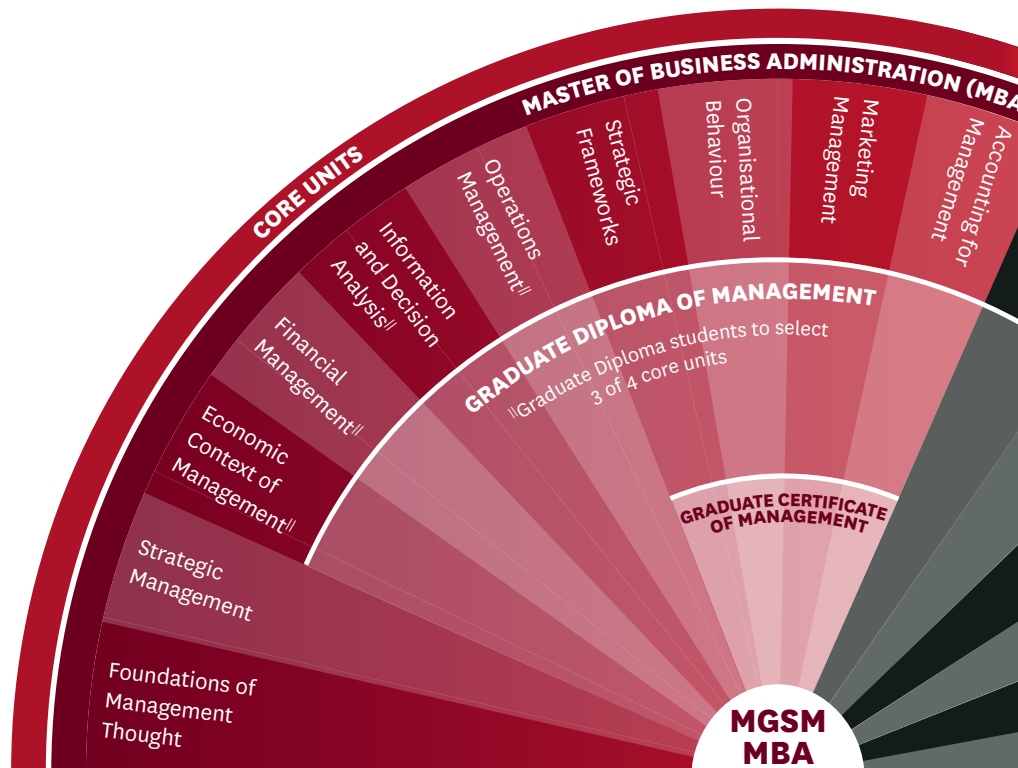 CORE UNITS
MASTER OF BUSINESS ADMINISTRATION (MBA
Foundations of
Management
Thought
Strategic
Management
Economic
Context of
Management||
Financial
Management||
Information
and Decision
Analysis||
Operations
Management||
Strategic
Frameworks
Organisational
Behaviour
Marketing
Management
Accounting for
Management
GRADUATE DIPLOMA OF MANAGEMENT
||Graduate Diploma students to select
3 of 4 core units
GRADUATE CERTIFICATE
OF MANAGEMENT
MGSM
MBA